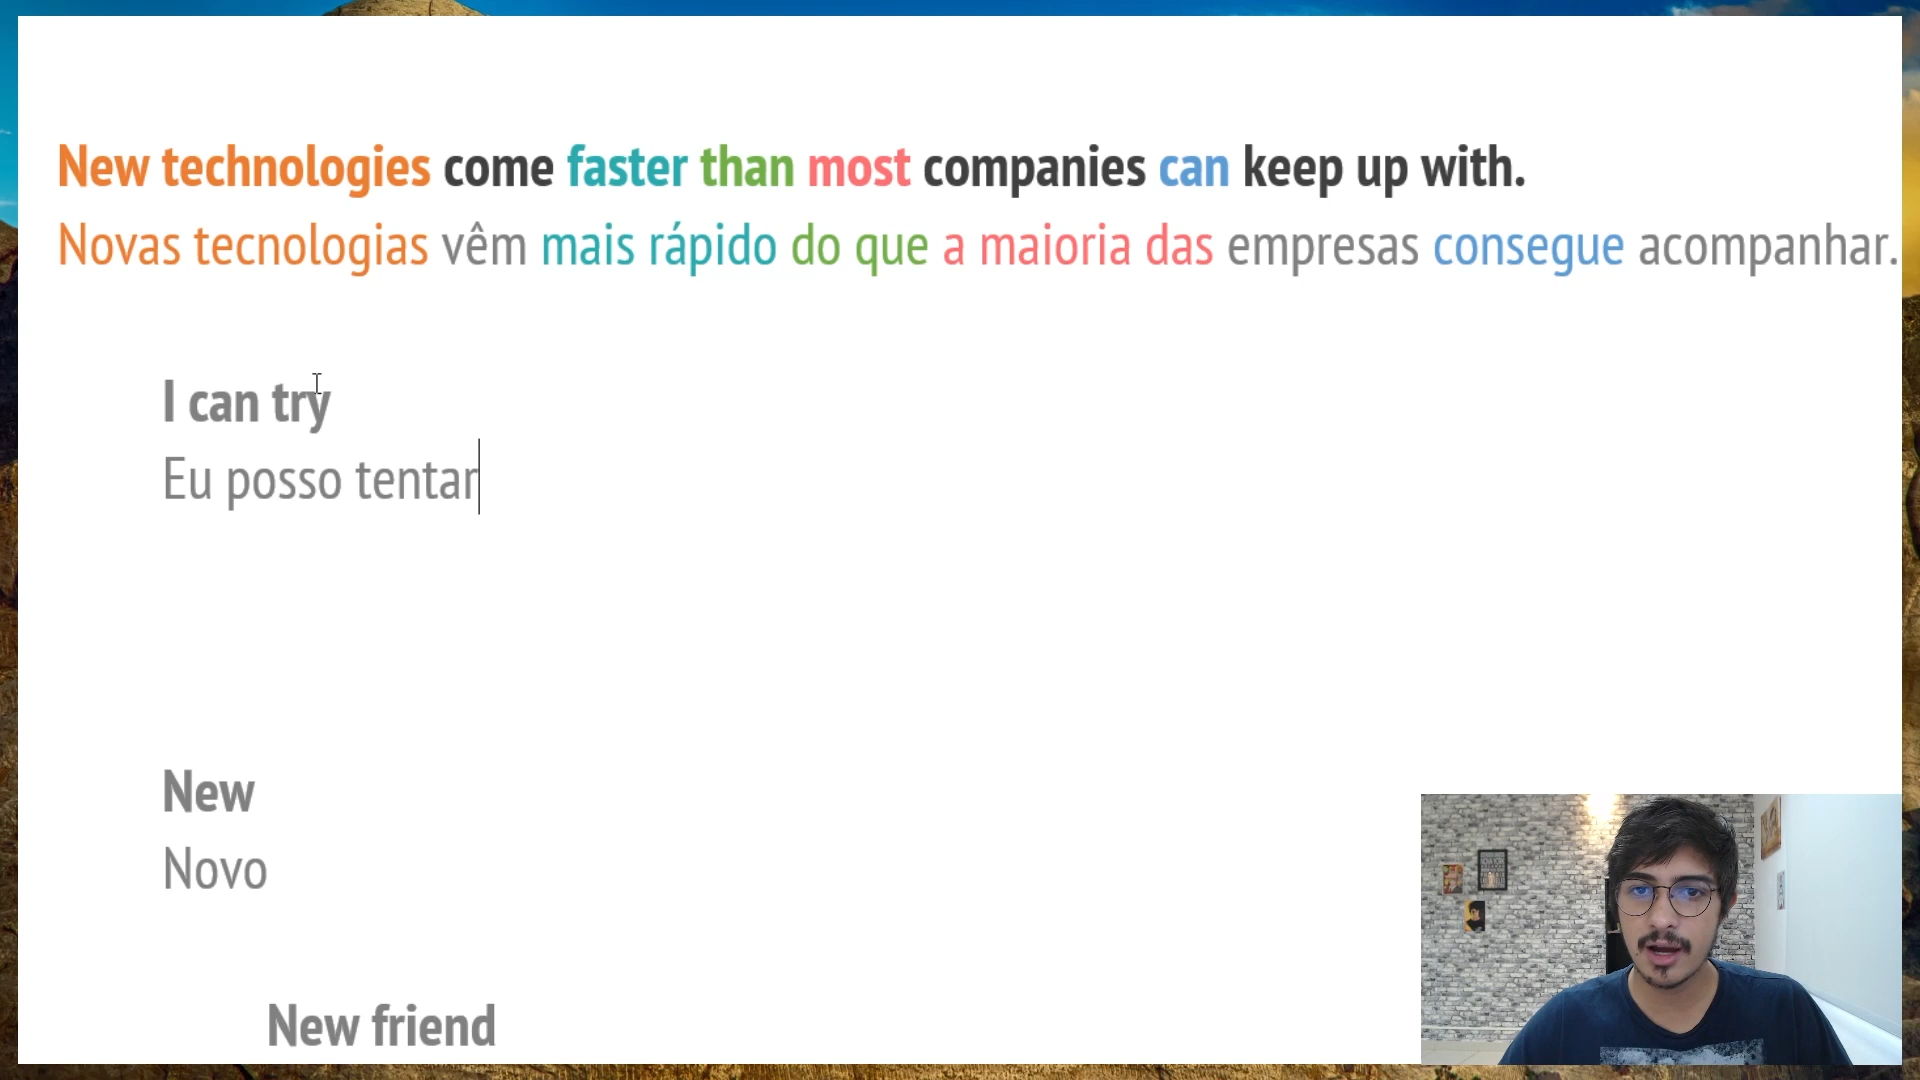 New technologies come faster than most companies can keep up with.
Novas tecnologias vêm mais rápido do que a maioria das empresas consegue acompanhar.
I can try
Eu posso tentar
New
Novo
New friend